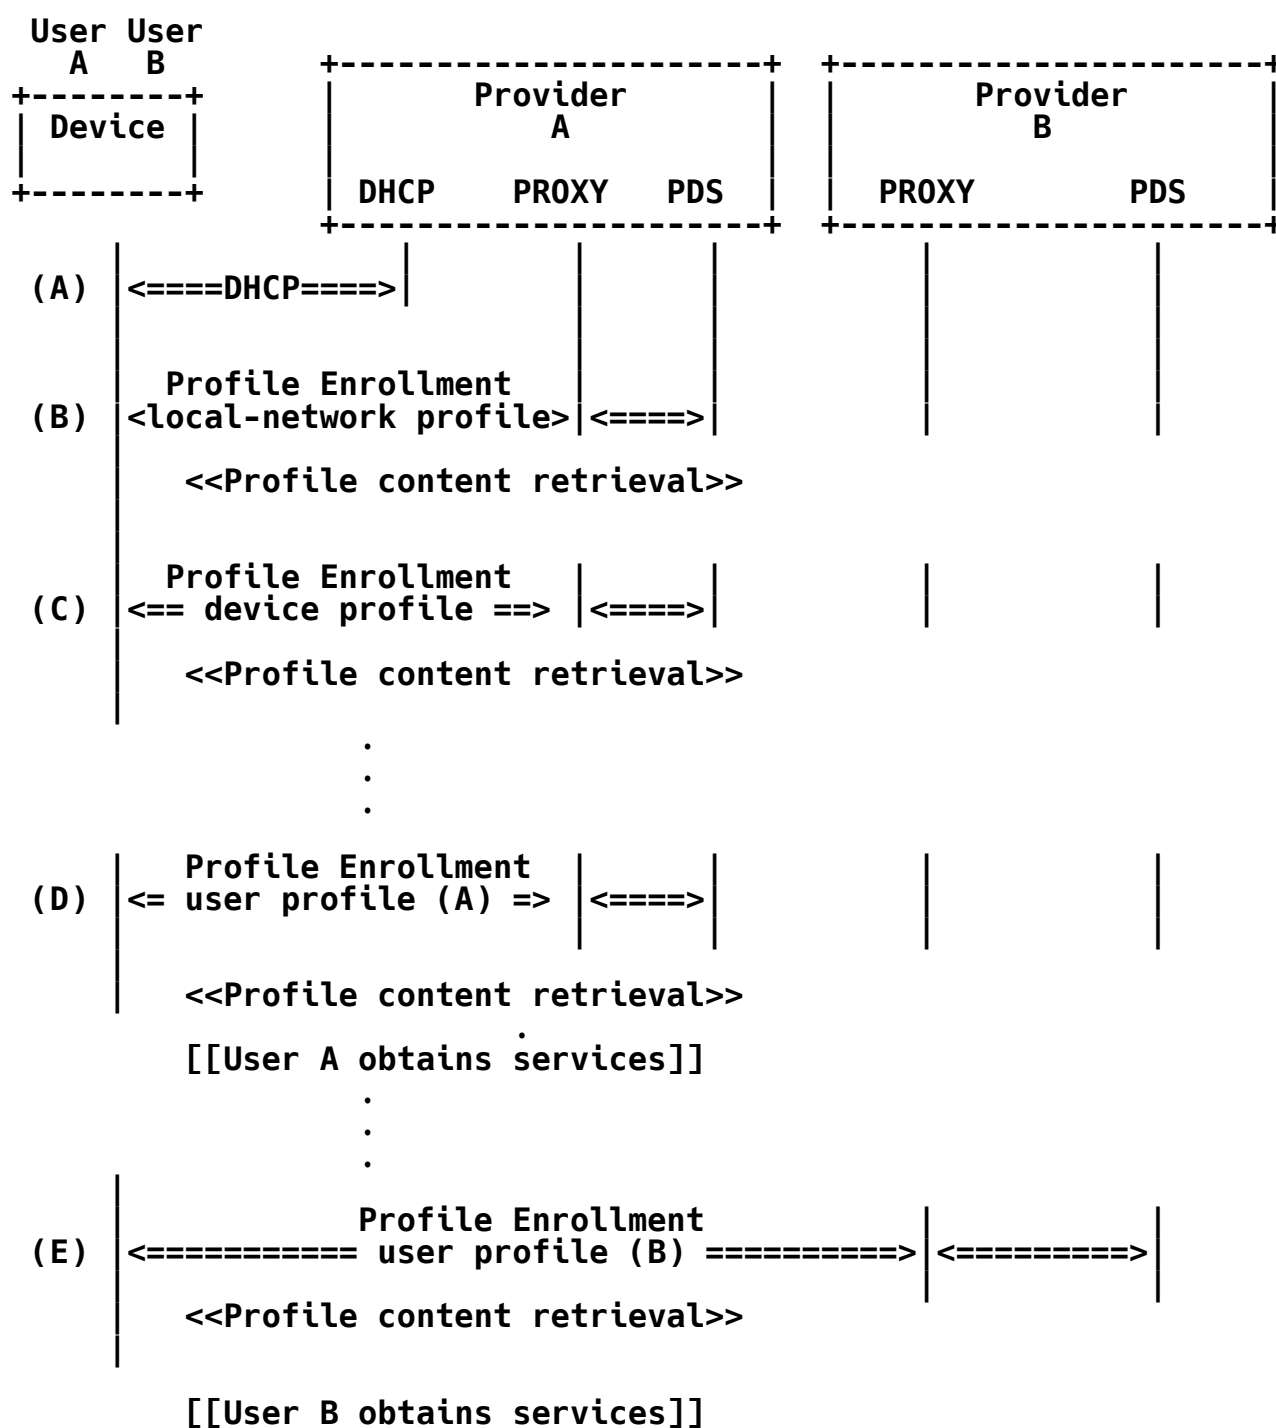 User User
   A   B             +----------------------+  +----------------------+
+--------+           |       Provider       |  |       Provider       |
| Device |           |           A          |  |          B           |
|        |           |                      |  |                      |
+--------+           | DHCP    PROXY   PDS  |  |  PROXY        PDS    |
                     +----------------------+  +----------------------+
     |              |        |      |          |           |
 (A) |<====DHCP====>|        |      |          |           |
     |                       |      |          |           |
     |                       |      |          |           |
     |  Profile Enrollment   |      |          |           |
 (B) |<local-network profile>|<====>|          |           |
     |
     |   <<Profile content retrieval>>
     |
     |
     |  Profile Enrollment   |      |          |           |
 (C) |<== device profile ==> |<====>|          |           |
     |
     |   <<Profile content retrieval>>
     |
                  .
                  .
                  .
     |   Profile Enrollment  |      |          |           |
 (D) |<= user profile (A) => |<====>|          |           |
     |                       |      |          |           |
     |
     |   <<Profile content retrieval>>
                          .
         [[User A obtains services]]
                  .
                  .
                  .
     |
     |            Profile Enrollment           |           |
 (E) |<=========== user profile (B) ==========>|<=========>|
     |                                         |           |
     |   <<Profile content retrieval>>
     |
         [[User B obtains services]]